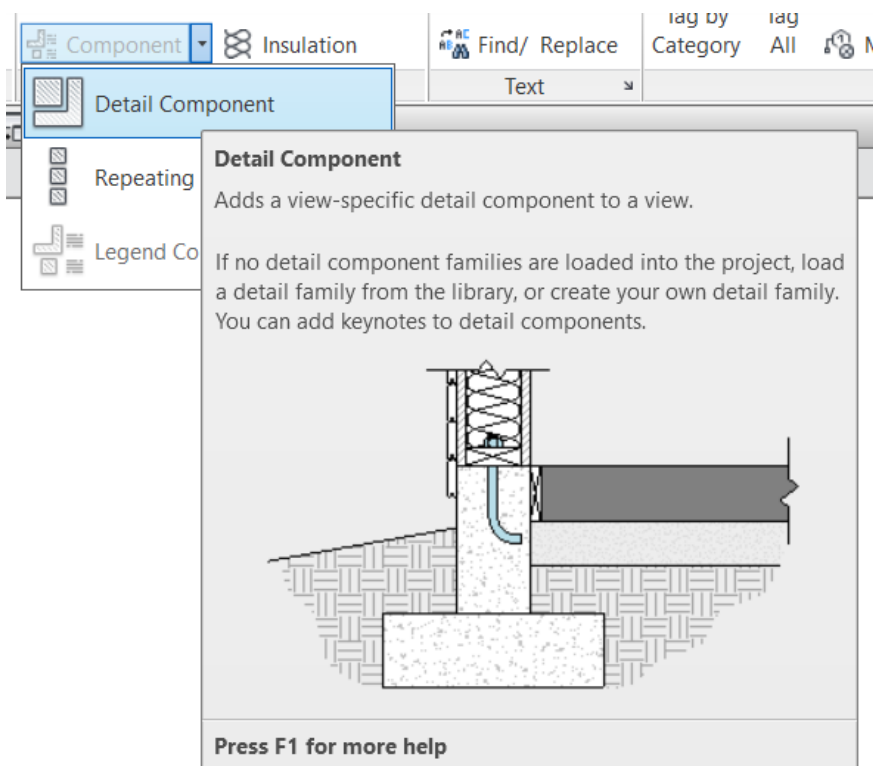 Component
Insulation
Find/ Replace
Tag by
Category
Tag
All
Text
Detail Component
Repeating
Legend Co
Detail Component
Adds a view-specific detail component to a view.
If no detail component families are loaded into the project, load
a detail family from the library, or create your own detail family.
You can add keynotes to detail components.
Press F1 for more help